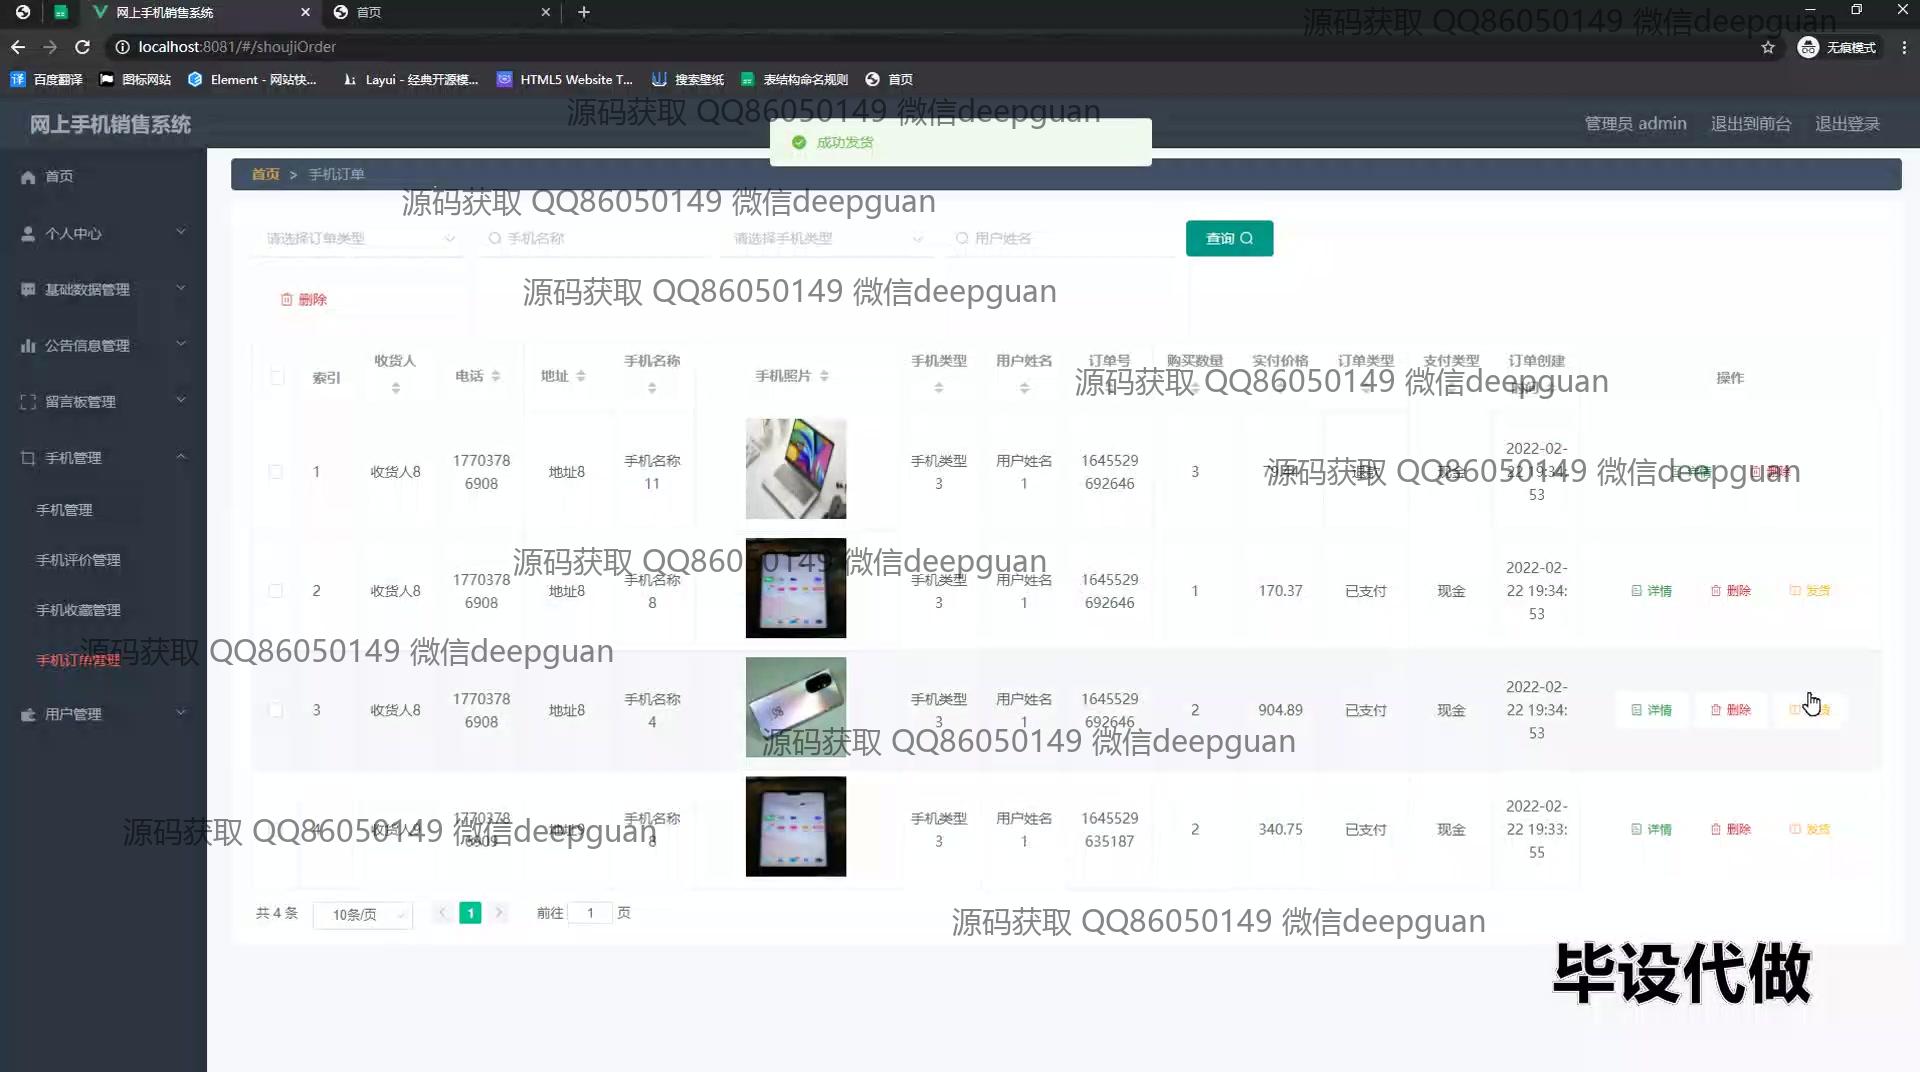 网上手机销售系统
首页
源码获取 QQ86050149 微信deepguan
localhost:8081/#/shoujiOrder
无痕模式
百度翻译
图标网站
Element - 网站快...
Layui - 经典开源模...
HTML5 Website T...
搜索壁纸
表结构命名规则
首页
源码获取 QQ86050149 微信deepguan
网上手机销售系统
管理员 admin
退出到前台
退出登录
成功发货
首页
个人中心
基础数据管理
公告信息管理
留言板管理
手机管理
手机管理
手机评价管理
手机收藏管理
手机订单管理
用户管理
首页 > 手机订单
源码获取 QQ86050149 微信deepguan
请选择订单类型
手机名称
请选择手机类型
用户姓名
查询
删除
源码获取 QQ86050149 微信deepguan
索引 收货人 电话 地址 手机名称 手机照片 手机类型 用户姓名 订单号 购买数量 实付价格 订单类型 支付类型 订单创建时间 操作
源码获取 QQ86050149 微信deepguan
1 收货人8 17703786908 地址8 手机名称11 手机类型3 用户姓名1 1645529692646 3 退款 现金 2022-02-22 19:34:53 详情 删除
源码获取 QQ86050149 微信deepguan
源码获取 QQ86050149 微信deepguan
2 收货人8 17703786908 地址8 手机名称8 手机类型3 用户姓名1 1645529692646 1 170.37 已支付 现金 2022-02-22 19:34:53 详情 删除 发货
源码获取 QQ86050149 微信deepguan
3 收货人8 17703786908 地址8 手机名称4 手机类型3 用户姓名1 1645529692646 2 904.89 已支付 现金 2022-02-22 19:34:53 详情 删除
源码获取 QQ86050149 微信deepguan
4 手机名称8 手机类型3 用户姓名1 1645529635187 2 340.75 已支付 现金 2022-02-22 19:33:55 详情 删除 发货
源码获取 QQ86050149 微信deepguan
共 4 条
10条/页
1
前往 1 页
源码获取 QQ86050149 微信deepguan
毕设代做